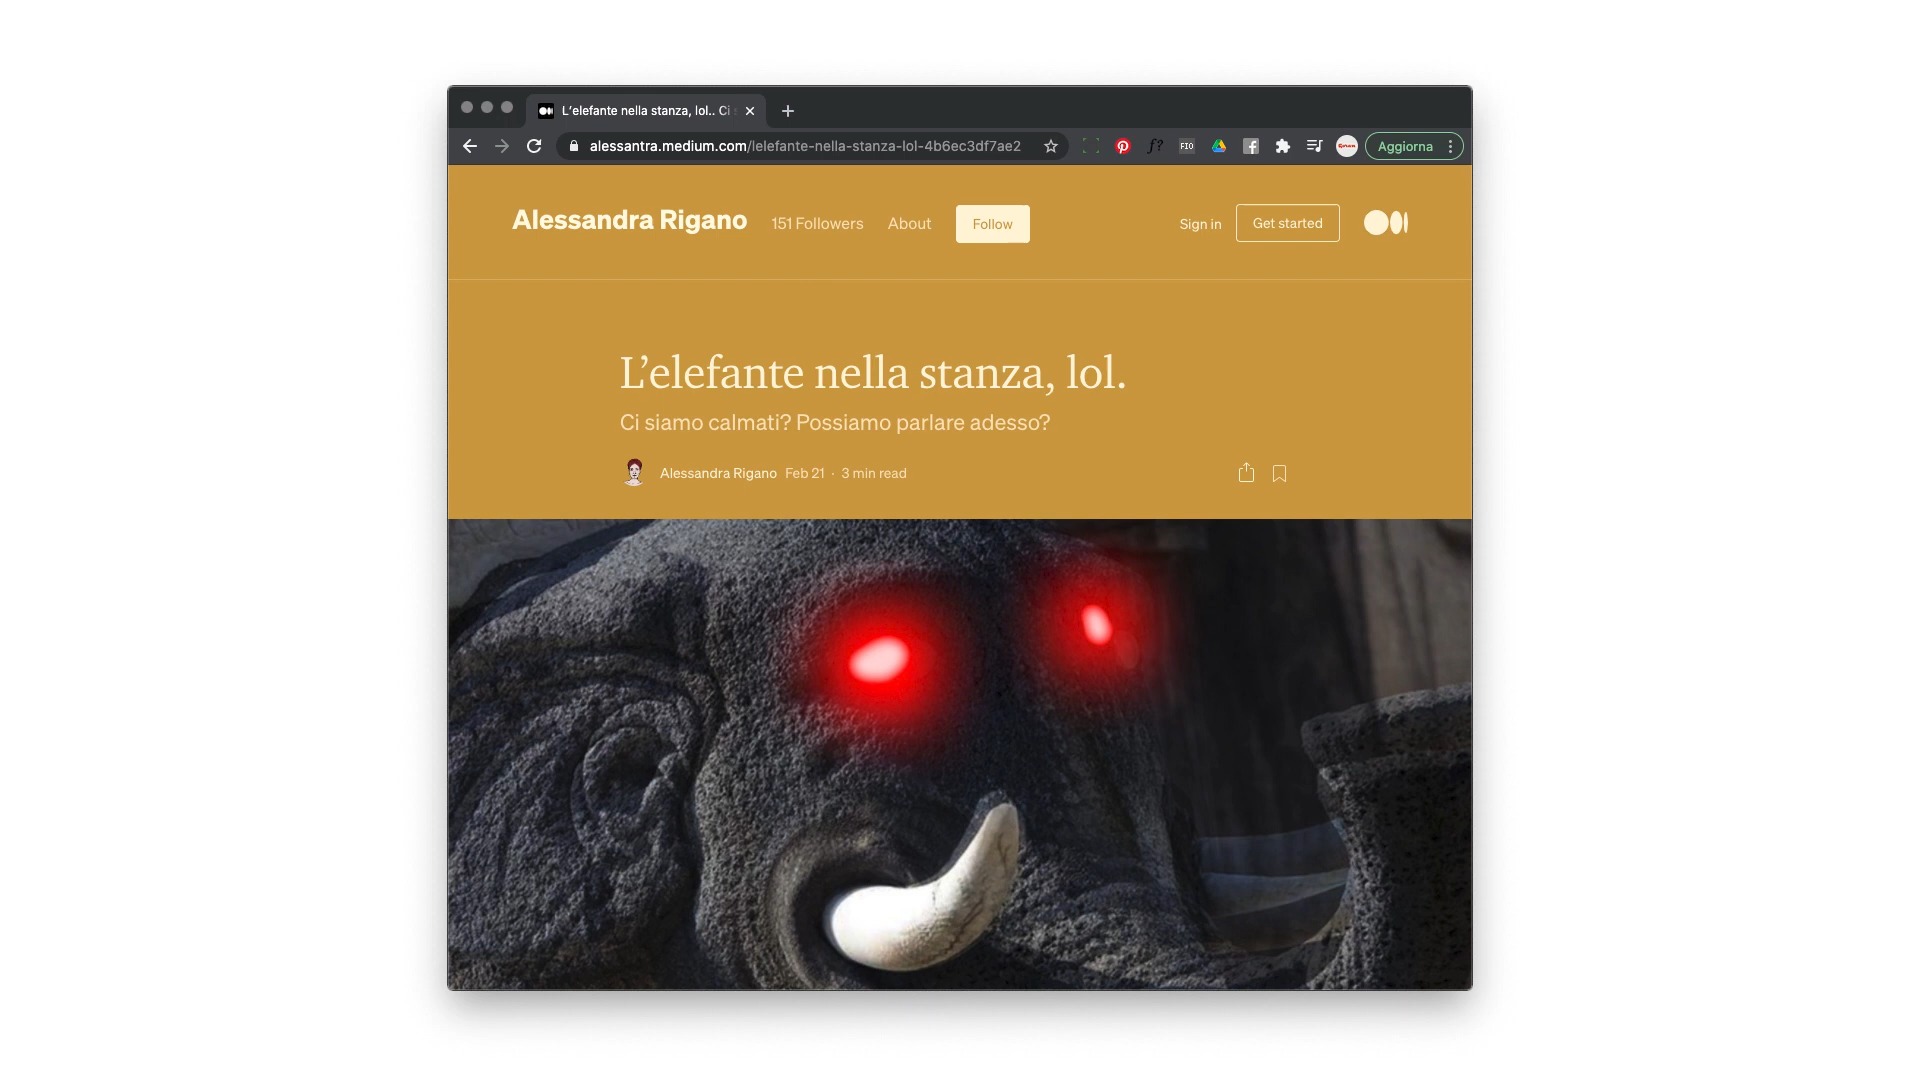 L'elefante nella stanza, lol.. Ci
alessantra.medium.com/lelefante-nella-stanza-lol-4b6ec3df7ae2
f?
FIO
Aggiorna
Alessandra Rigano
151 Followers
About
Follow
Sign in
Get started
L’elefante nella stanza, lol.
Ci siamo calmati? Possiamo parlare adesso?
Alessandra Rigano Feb 21 · 3 min read